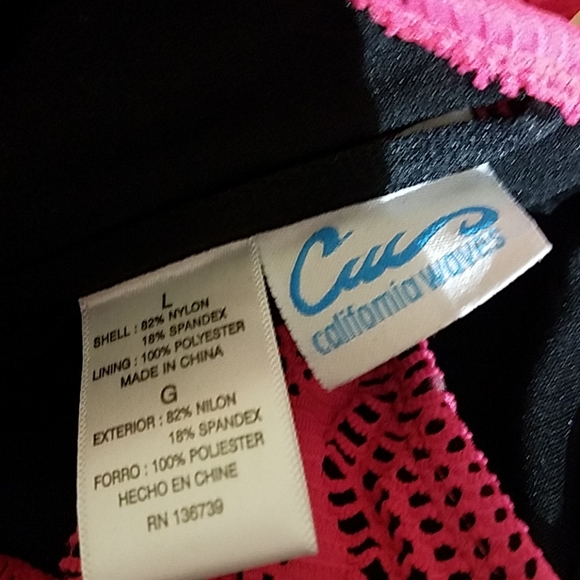 L
SHELL : 82% NYLON
18% SPANDEX
LINING : 100% POLYESTER
MADE IN CHINA
G
EXTERIOR : 82% NILON
18% SPANDEX
FORRO : 100% POLIESTER
HECHO EN CHINE
RN 136739
CW
california waves